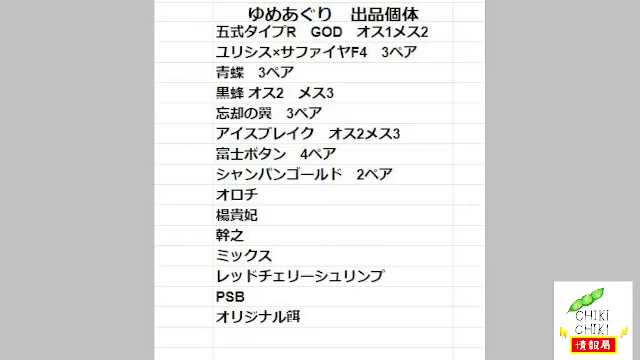 ゆめあぐり　出品個体
五式タイプR　GOD　オス1メス2
ユリシス×サファイヤF4　3ペア
青蝶　3ペア
黒蜂 オス2　メス3
忘却の翼　3ペア
アイスブレイク　オス2メス3
富士ボタン　4ペア
シャンパンゴールド　2ペア
オロチ
楊貴妃
幹之
ミックス
レッドチェリーシュリンプ
PSB
オリジナル餌
CHIKI
CHIKI
情報局